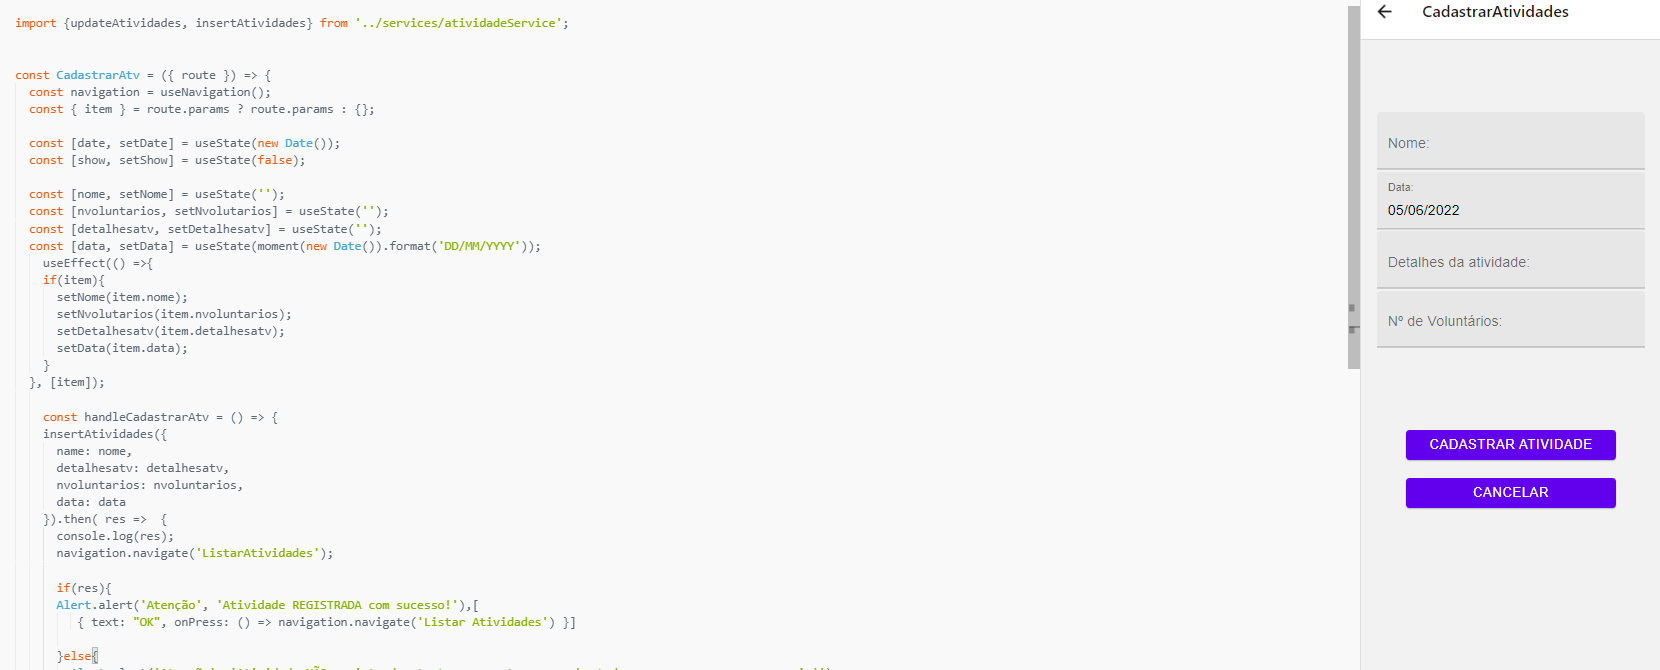 import {updateAtividades, insertAtividades} from '../services/atividadeService';
const CadastrarAtv = ({ route }) => {
const navigation = useNavigation();
const { item } = route.params ? route.params : {};
const [date, setDate] = useState(new Date());
const [show, setShow] = useState(false);
const [nome, setNome] = useState('');
const [nvoluntarios, setNvolutarios] = useState('');
const [detalhesatv, setDetalhesatv] = useState('');
const [data, setData] = useState(moment(new Date()).format('DD/MM/YYYY'));
useEffect(() =>{
if(item){
setNome(item.nome);
setNvolutarios(item.nvoluntarios);
setDetalhesatv(item.detalhesatv);
setData(item.data);
}
}, [item]);
const handleCadastrarAtv = () => {
insertAtividades({
name: nome,
detalhesatv: detalhesatv,
nvoluntarios: nvoluntarios,
data: data
}).then( res =>  {
console.log(res);
navigation.navigate('ListarAtividades');
if(res){
Alert.alert('Atenção', 'Atividade REGISTRADA com sucesso!'),[
{ text: "OK", onPress: () => navigation.navigate('Listar Atividades') }]
}else{
CadastrarAtividades
Nome:
Data:
05/06/2022
Detalhes da atividade:
Nº de Voluntários:
CADASTRAR ATIVIDADE
CANCELAR